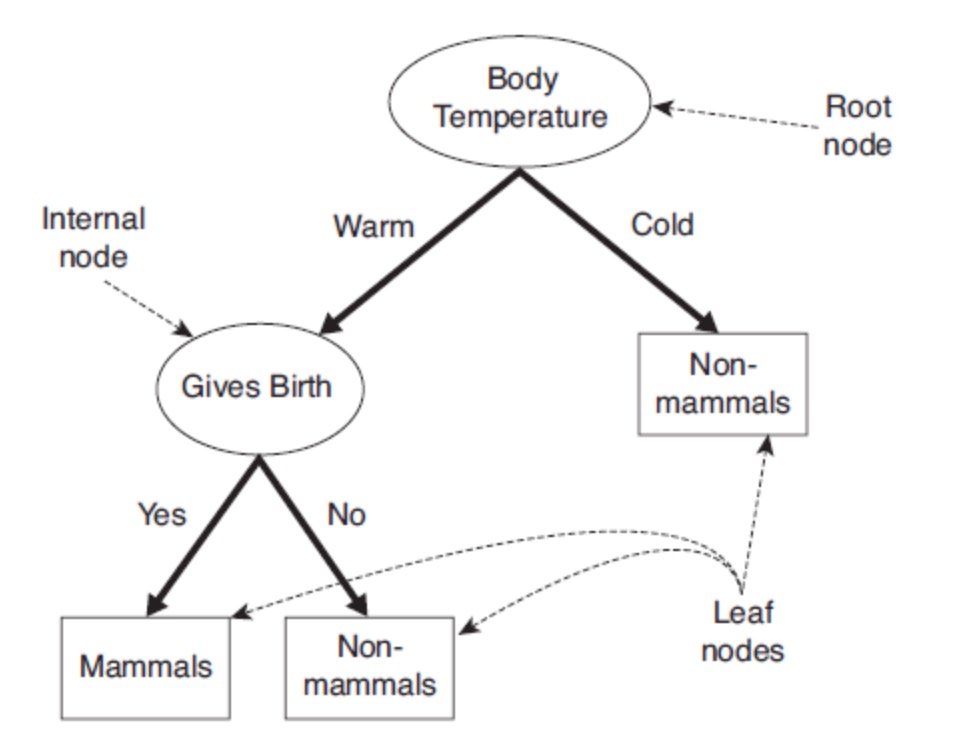 Body
Temperature
Root
node
Internal
node
Warm
Cold
Gives Birth
Non-
mammals
Yes
No
Mammals
Non-
mammals
Leaf
nodes